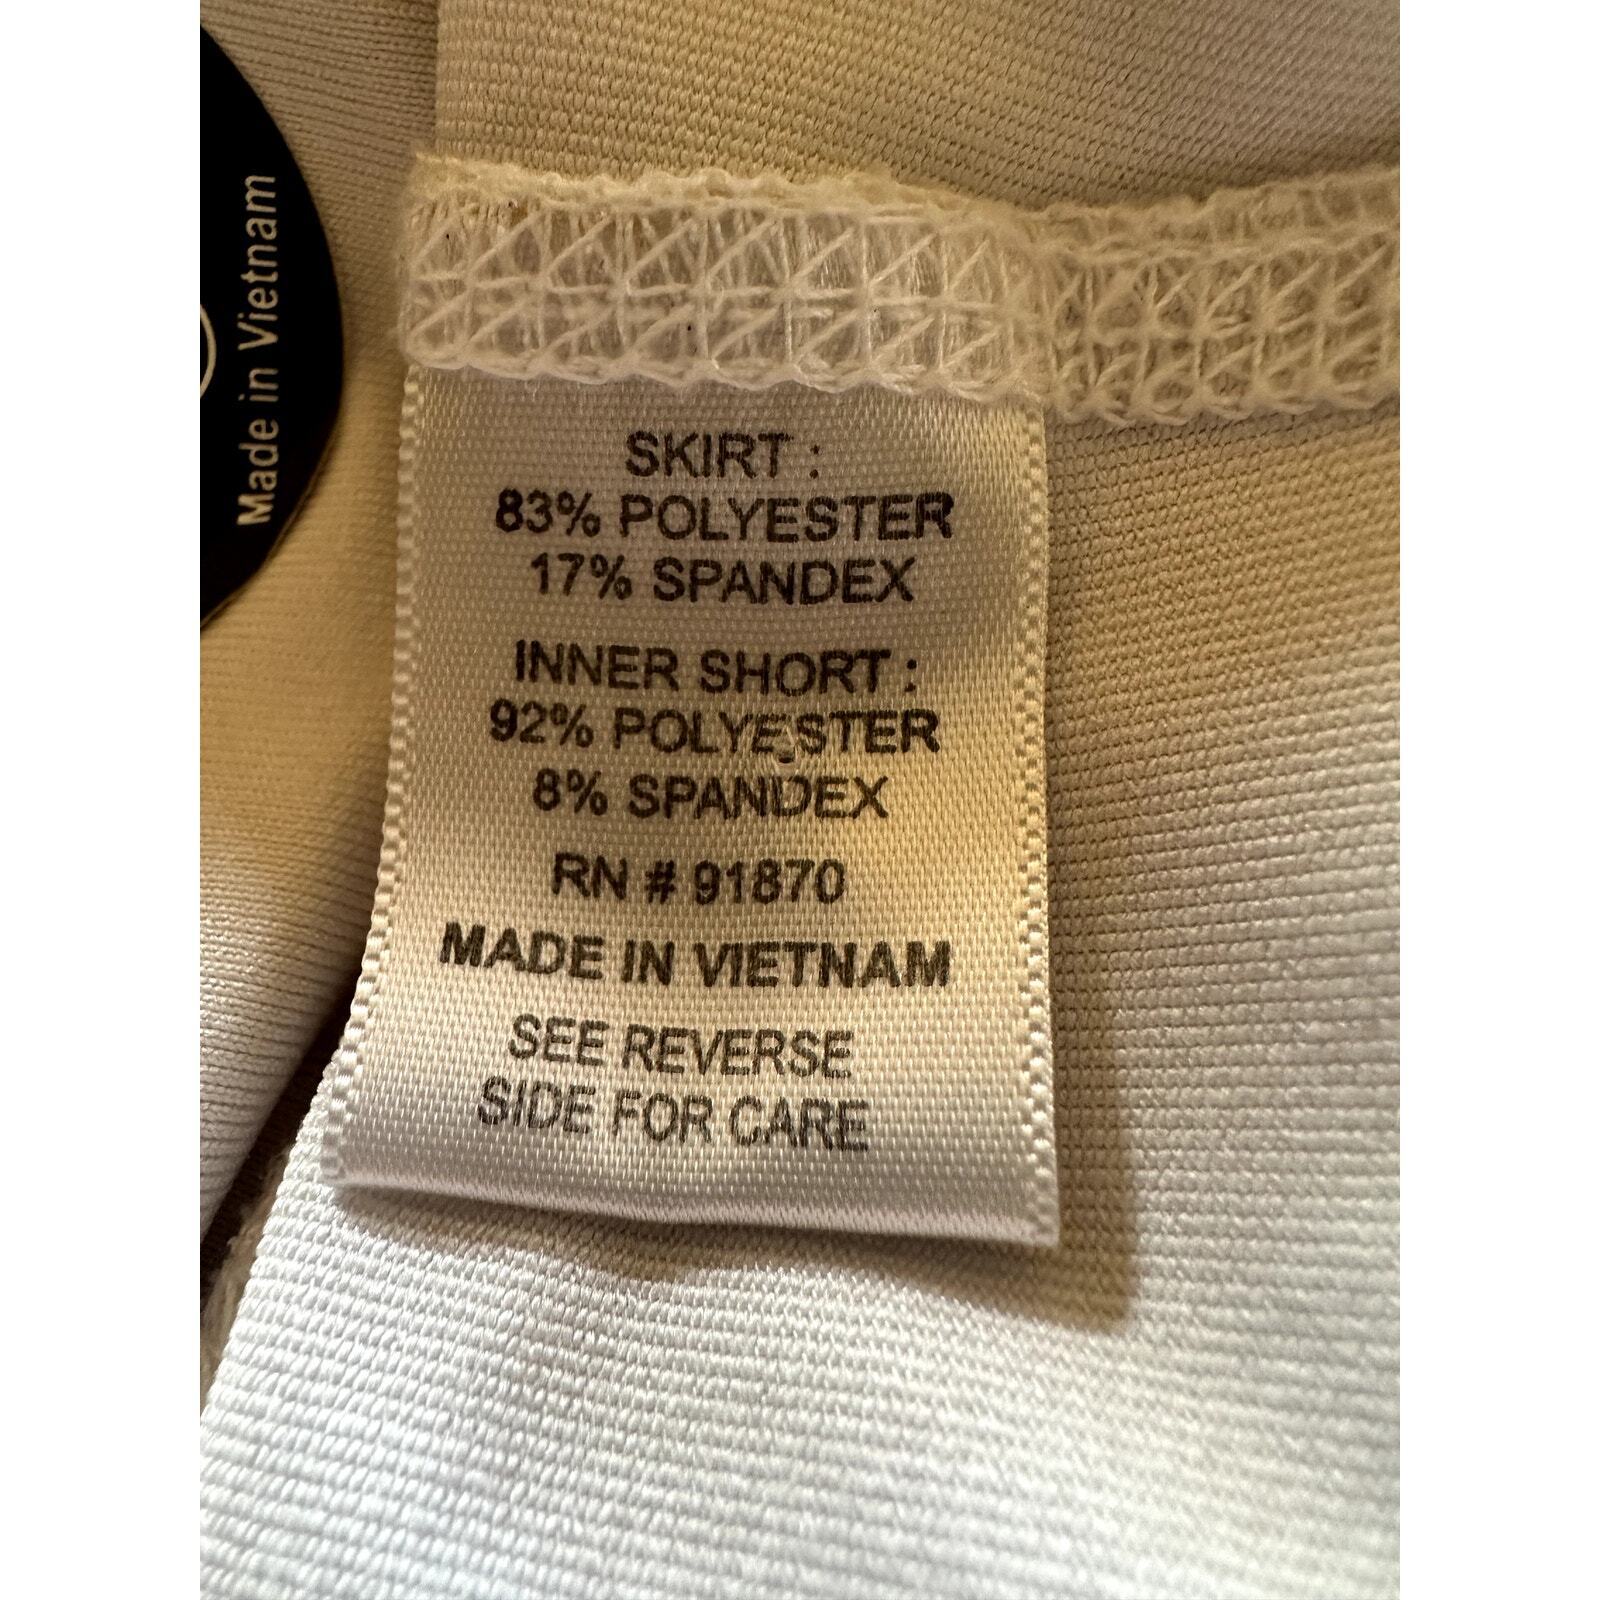 Made in Vietnam
SKIRT :
83% POLYESTER
17% SPANDEX
INNER SHORT :
92% POLYESTER
8% SPANDEX
RN # 91870
MADE IN VIETNAM
SEE REVERSE
SIDE FOR CARE